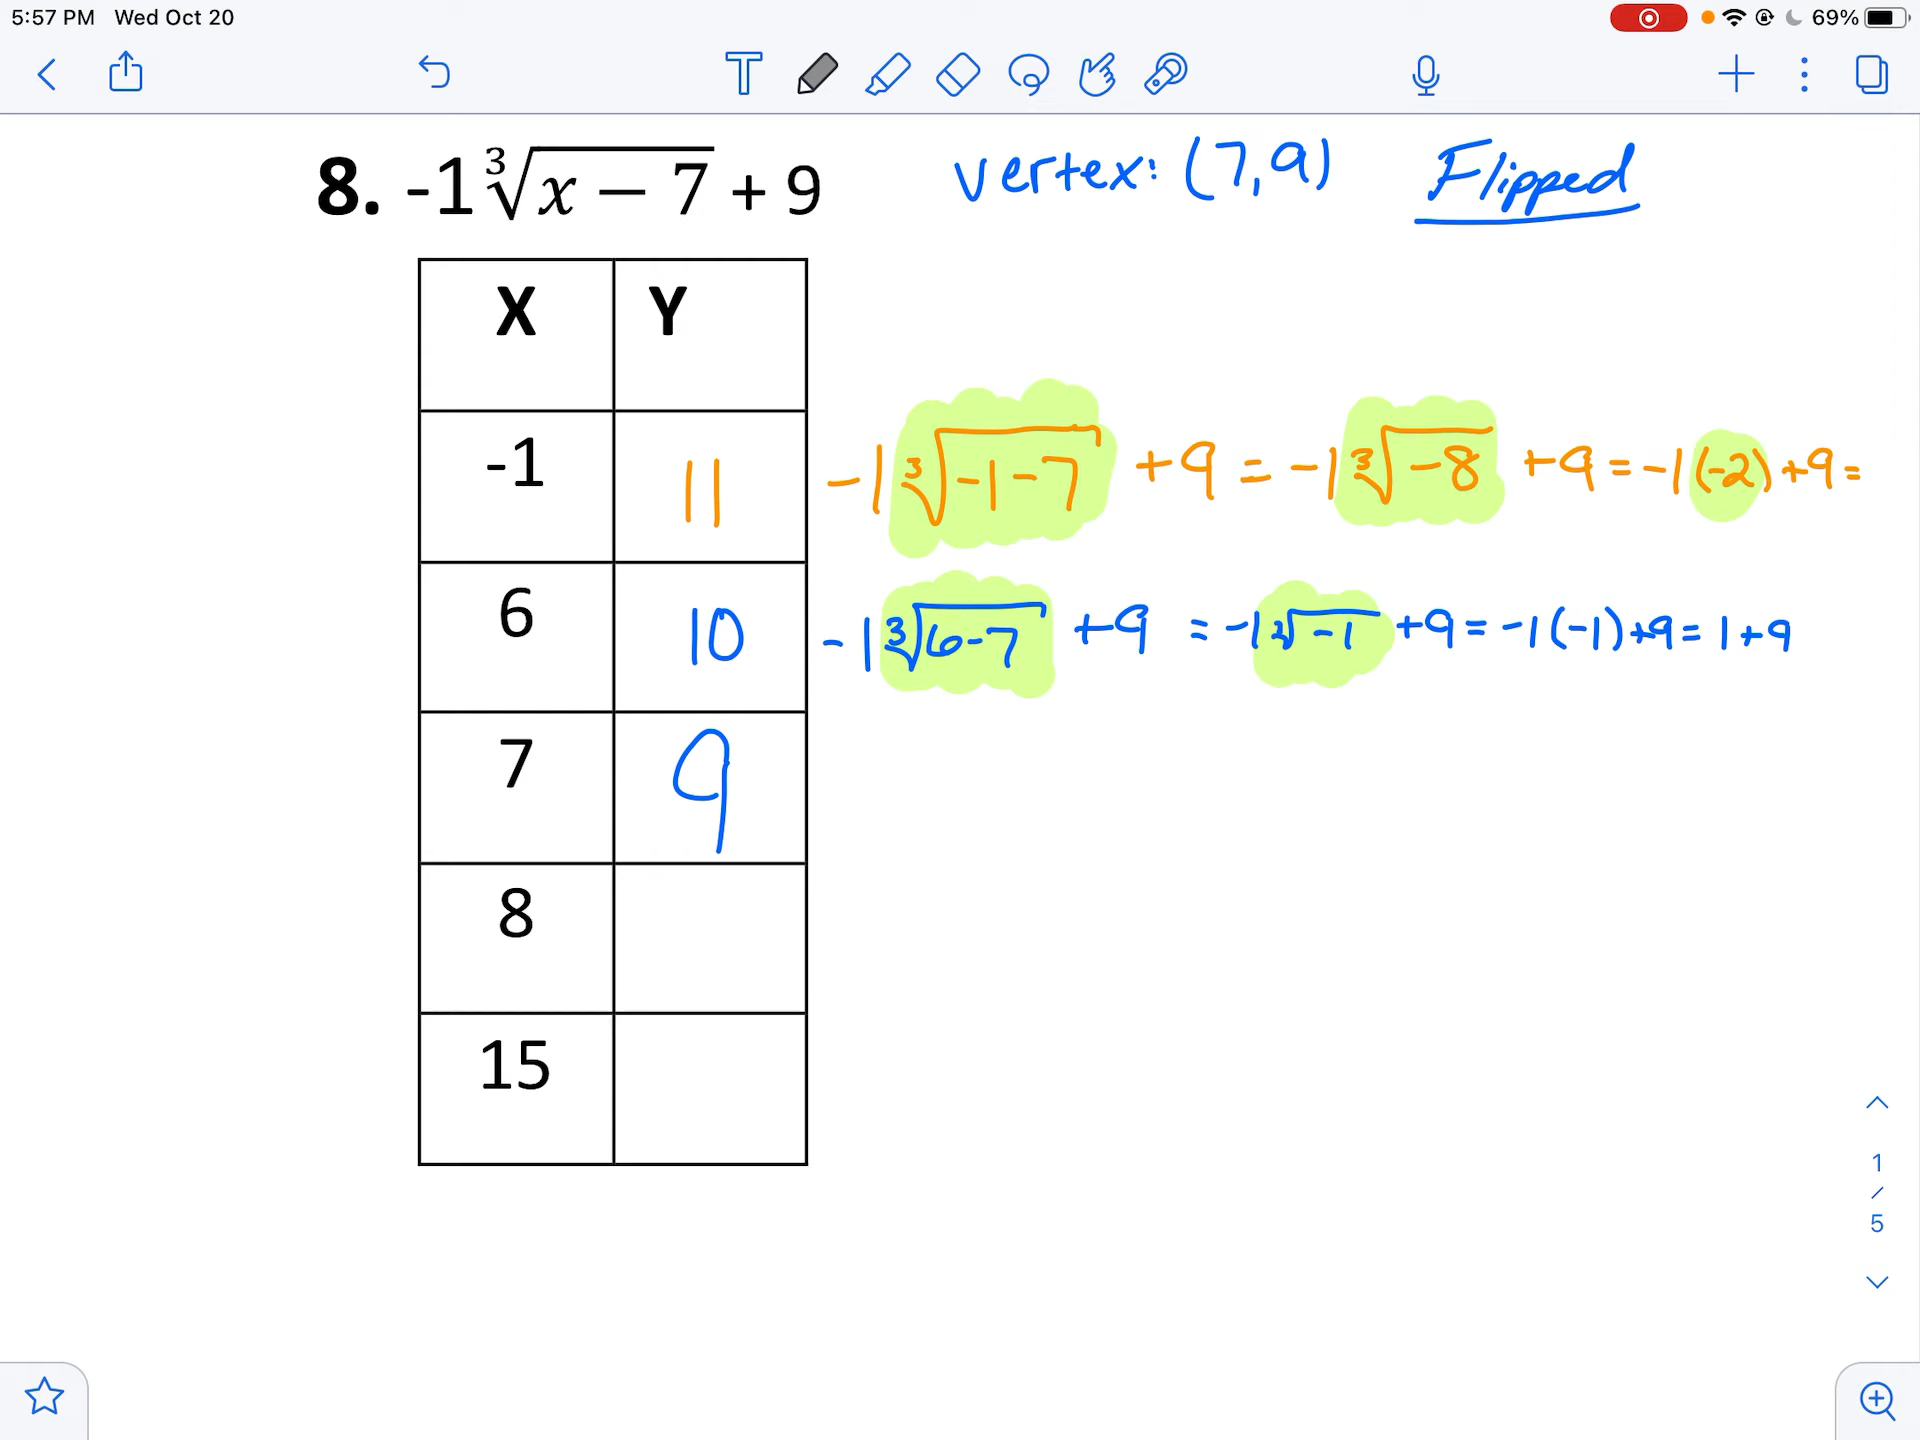 5:57 PM Wed Oct 20 69%
T
8. -1∛(x − 7) + 9 vertex: (7,9) Flipped
X Y
-1 11 -1∛(-1-7) +9 = -1∛(-8) +9 = -1(-2)+9=
6 10 -1∛(6-7) +9 = -1∛(-1) +9 = -1(-1)+9= 1+9
7 9
8
15
1
/
5